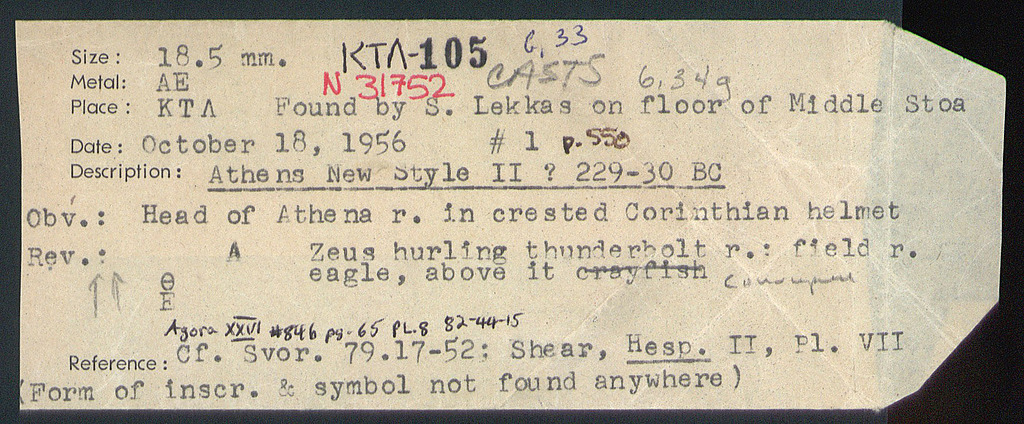 6,33
Size: 18.5 mm. ΚΤΛ-105 CASTS 6,34g
Metal: AE N 31752
Place: ΚΤΛ Found by S. Lekkas on floor of Middle Stoa
Date: October 18, 1956 # 1 p.550
Description: Athens New Style II ? 229-30 BC
Obv.: Head of Athena r. in crested Corinthian helmet
Rev.: A Zeus hurling thunderbolt r.: field r.
Θ eagle, above it crayfish
E
Agora XXVI #846 pg. 65 PL.8 82-44-15
Reference: Cf. Svor. 79.17-52; Shear, Hesp. II, Pl. VII
(Form of inscr. & symbol not found anywhere)